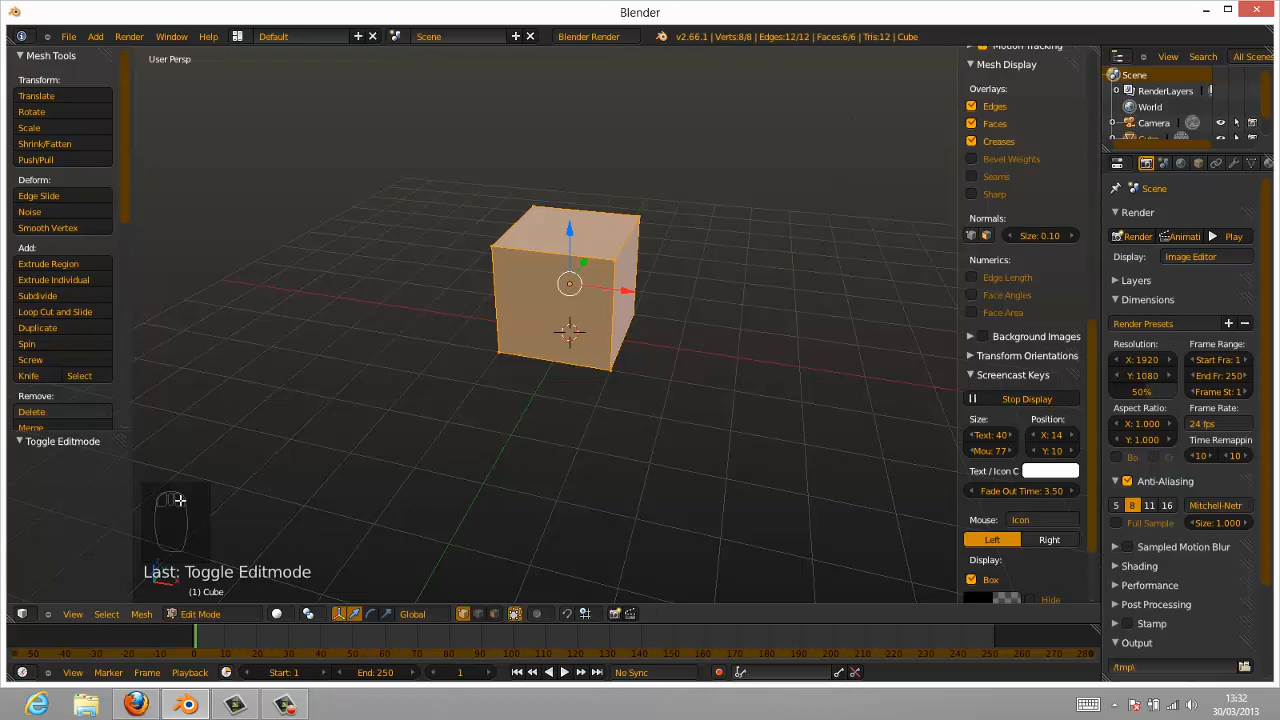 Blender
File Add Render Window Help Default Scene Blender Render v2.66.1 | Verts:8/8 | Edges:12/12 | Faces:6/6 | Tris:12 | Cube
Mesh Tools
Transform:
Translate
Rotate
Scale
Shrink/Fatten
Push/Pull
Deform:
Edge Slide
Noise
Smooth Vertex
Add:
Extrude Region
Extrude Individual
Subdivide
Loop Cut and Slide
Duplicate
Spin
Screw
Knife Select
Remove:
Delete
Merge
Toggle Editmode
User Persp
Last: Toggle Editmode
(1) Cube
Motion Tracking
Mesh Display
Overlays:
Edges
Faces
Creases
Bevel Weights
Seams
Sharp
Normals:
Size: 0.10
Numerics:
Edge Length
Face Angles
Face Area
Background Images
Transform Orientations
Screencast Keys
Stop Display
Size: Position:
Text: 40 X: 14
Mou: 77 Y: 10
Text / Icon C
Fade Out Time: 3.50
Mouse: Icon
Left Right
Display:
Box
Hide
View Search All Scenes
Scene
RenderLayers
World
Camera
Cube
Scene
Render
Render Animati Play
Display: Image Editor
Layers
Dimensions
Render Presets
Resolution: Frame Range:
X: 1920 Start Fra: 1
Y: 1080 End Fr: 250
50% Frame St: 1
Aspect Ratio: Frame Rate:
X: 1.000 24 fps
Y: 1.000 Time Remappin
Bo Cr 10 10
Anti-Aliasing
5 8 11 16 Mitchell-Netr
Full Sample Size: 1.000
Sampled Motion Blur
Shading
Performance
Post Processing
Stamp
Output
/tmp\
View Select Mesh Edit Mode Global
-50 -40 -30 -20 -10 0 10 20 30 40 50 60 70 80 90 100 110 120 130 140 150 160 170 180 190 200 210 220 230 240 250 260 270 280
View Marker Frame Playback Start: 1 End: 250 1 No Sync
13:32
30/03/2013